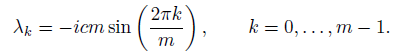 λ_k = −icm sin(2πk/m), k = 0, . . . , m − 1.